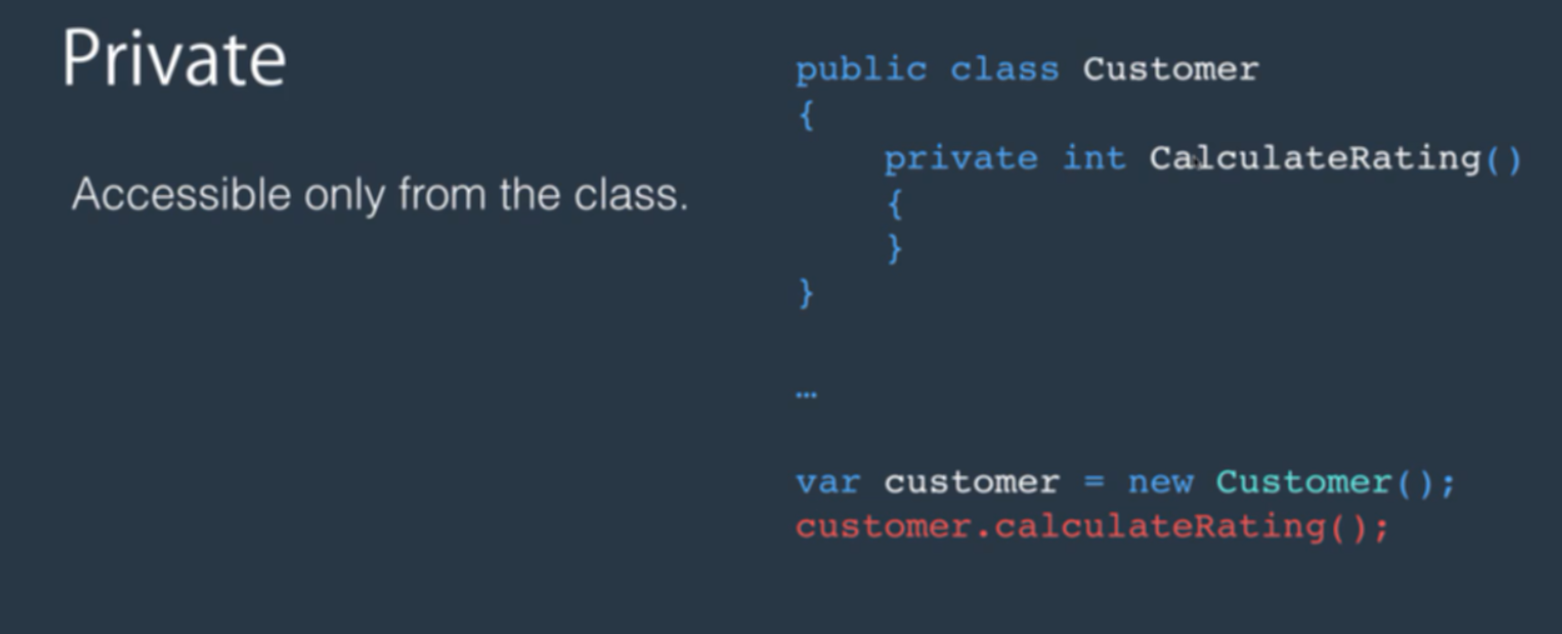 Private
Accessible only from the class.
public class Customer
{
    private int CalculateRating()
    {
    }
}
…
var customer = new Customer();
customer.calculateRating();